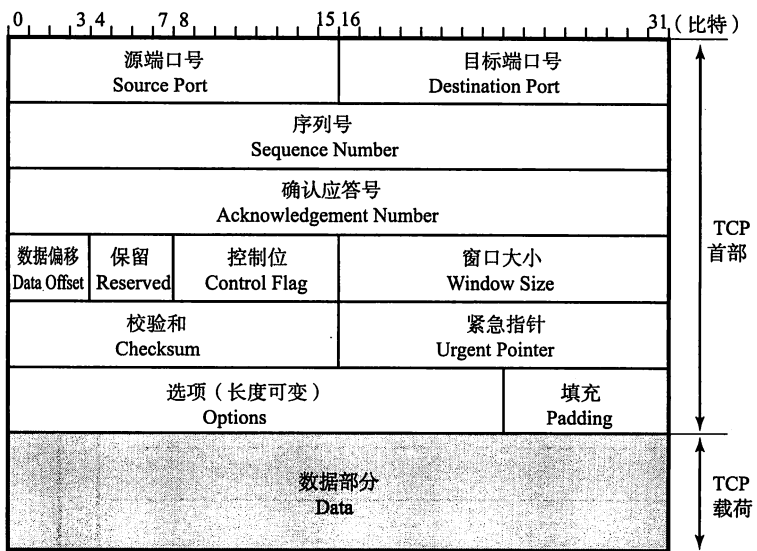 0 3 4 7 8 15 16 31（比特）
源端口号
Source Port
目标端口号
Destination Port
序列号
Sequence Number
确认应答号
Acknowledgement Number
数据偏移
Data Offset
保留
Reserved
控制位
Control Flag
窗口大小
Window Size
校验和
Checksum
紧急指针
Urgent Pointer
选项（长度可变）
Options
填充
Padding
TCP
首部
数据部分
Data
TCP
载荷